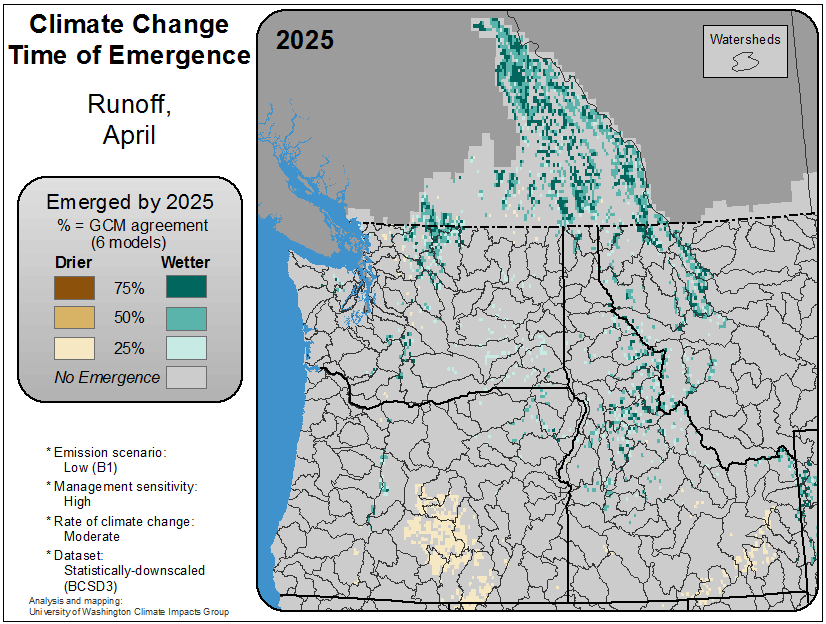 Climate Change
Time of Emergence
Runoff,
April
Emerged by 2025
% = GCM agreement
(6 models)
Drier Wetter
75%
50%
25%
No Emergence
* Emission scenario:
Low (B1)
* Management sensitivity:
High
* Rate of climate change:
Moderate
* Dataset:
Statistically-downscaled
(BCSD3)
Analysis and mapping:
University of Washington Climate Impacts Group
2025
Watersheds